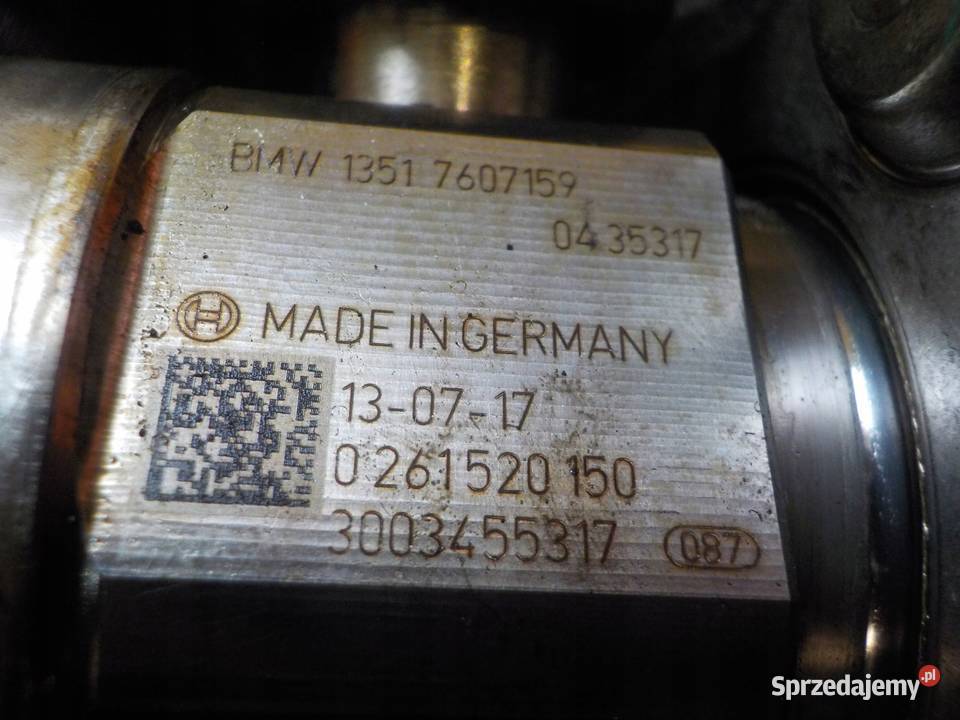 BMW 1351 7607159
04 35317
MADE IN GERMANY
13-07-17
0 261 520 150
3003455317 087
Sprzedajemy.pl